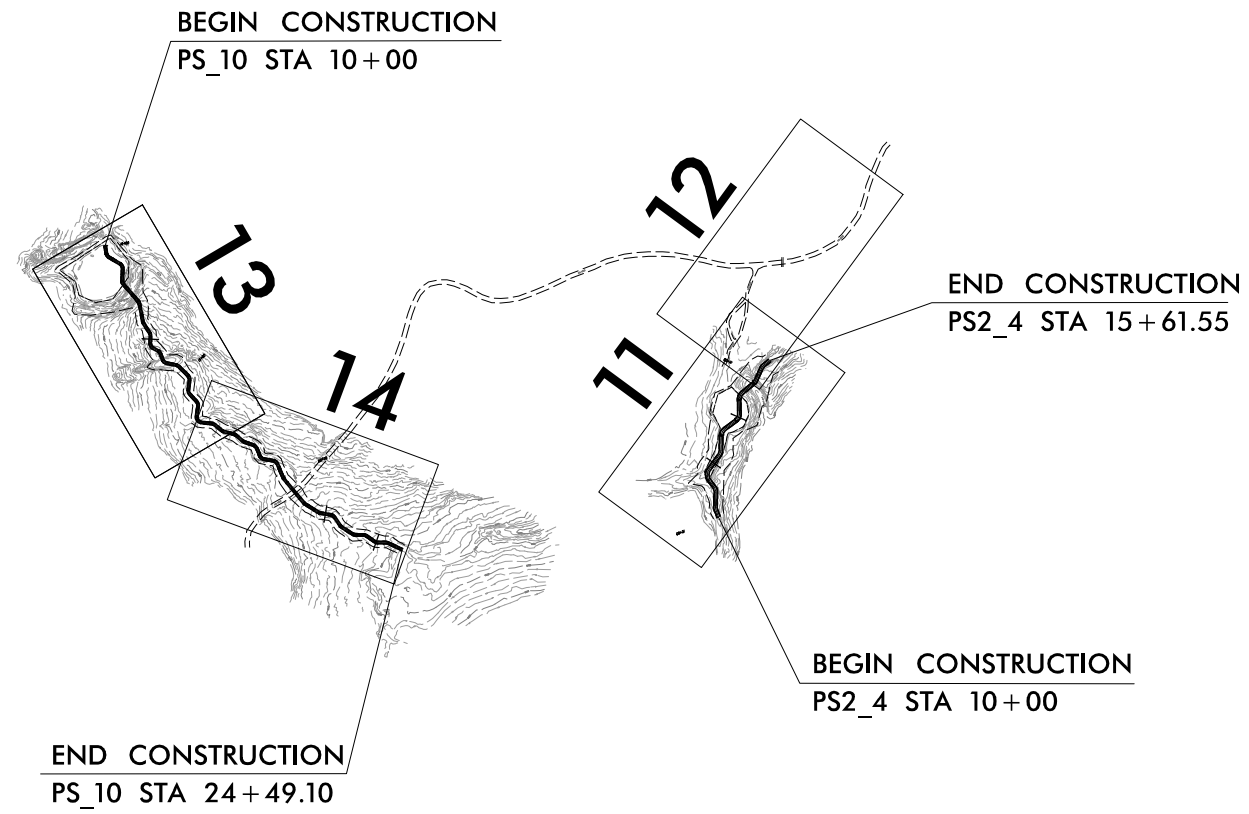 BEGIN CONSTRUCTION
PS_10 STA 10+00
12
13
END CONSTRUCTION
PS2_4 STA 15+61.55
14
11
BEGIN CONSTRUCTION
PS2_4 STA 10+00
END CONSTRUCTION
PS_10 STA 24+49.10